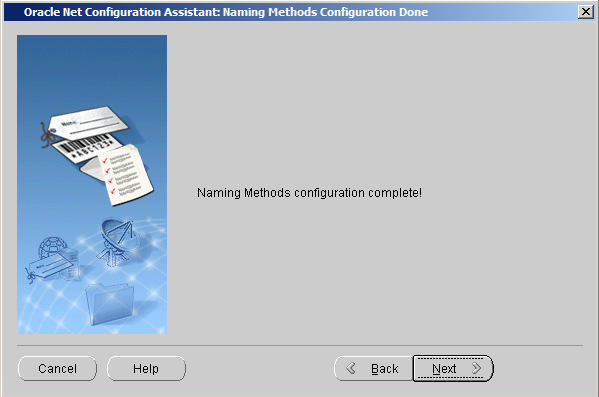 Oracle Net Configuration Assistant: Naming Methods Configuration Done
Naming Methods configuration complete!
Cancel
Help
Back
Next